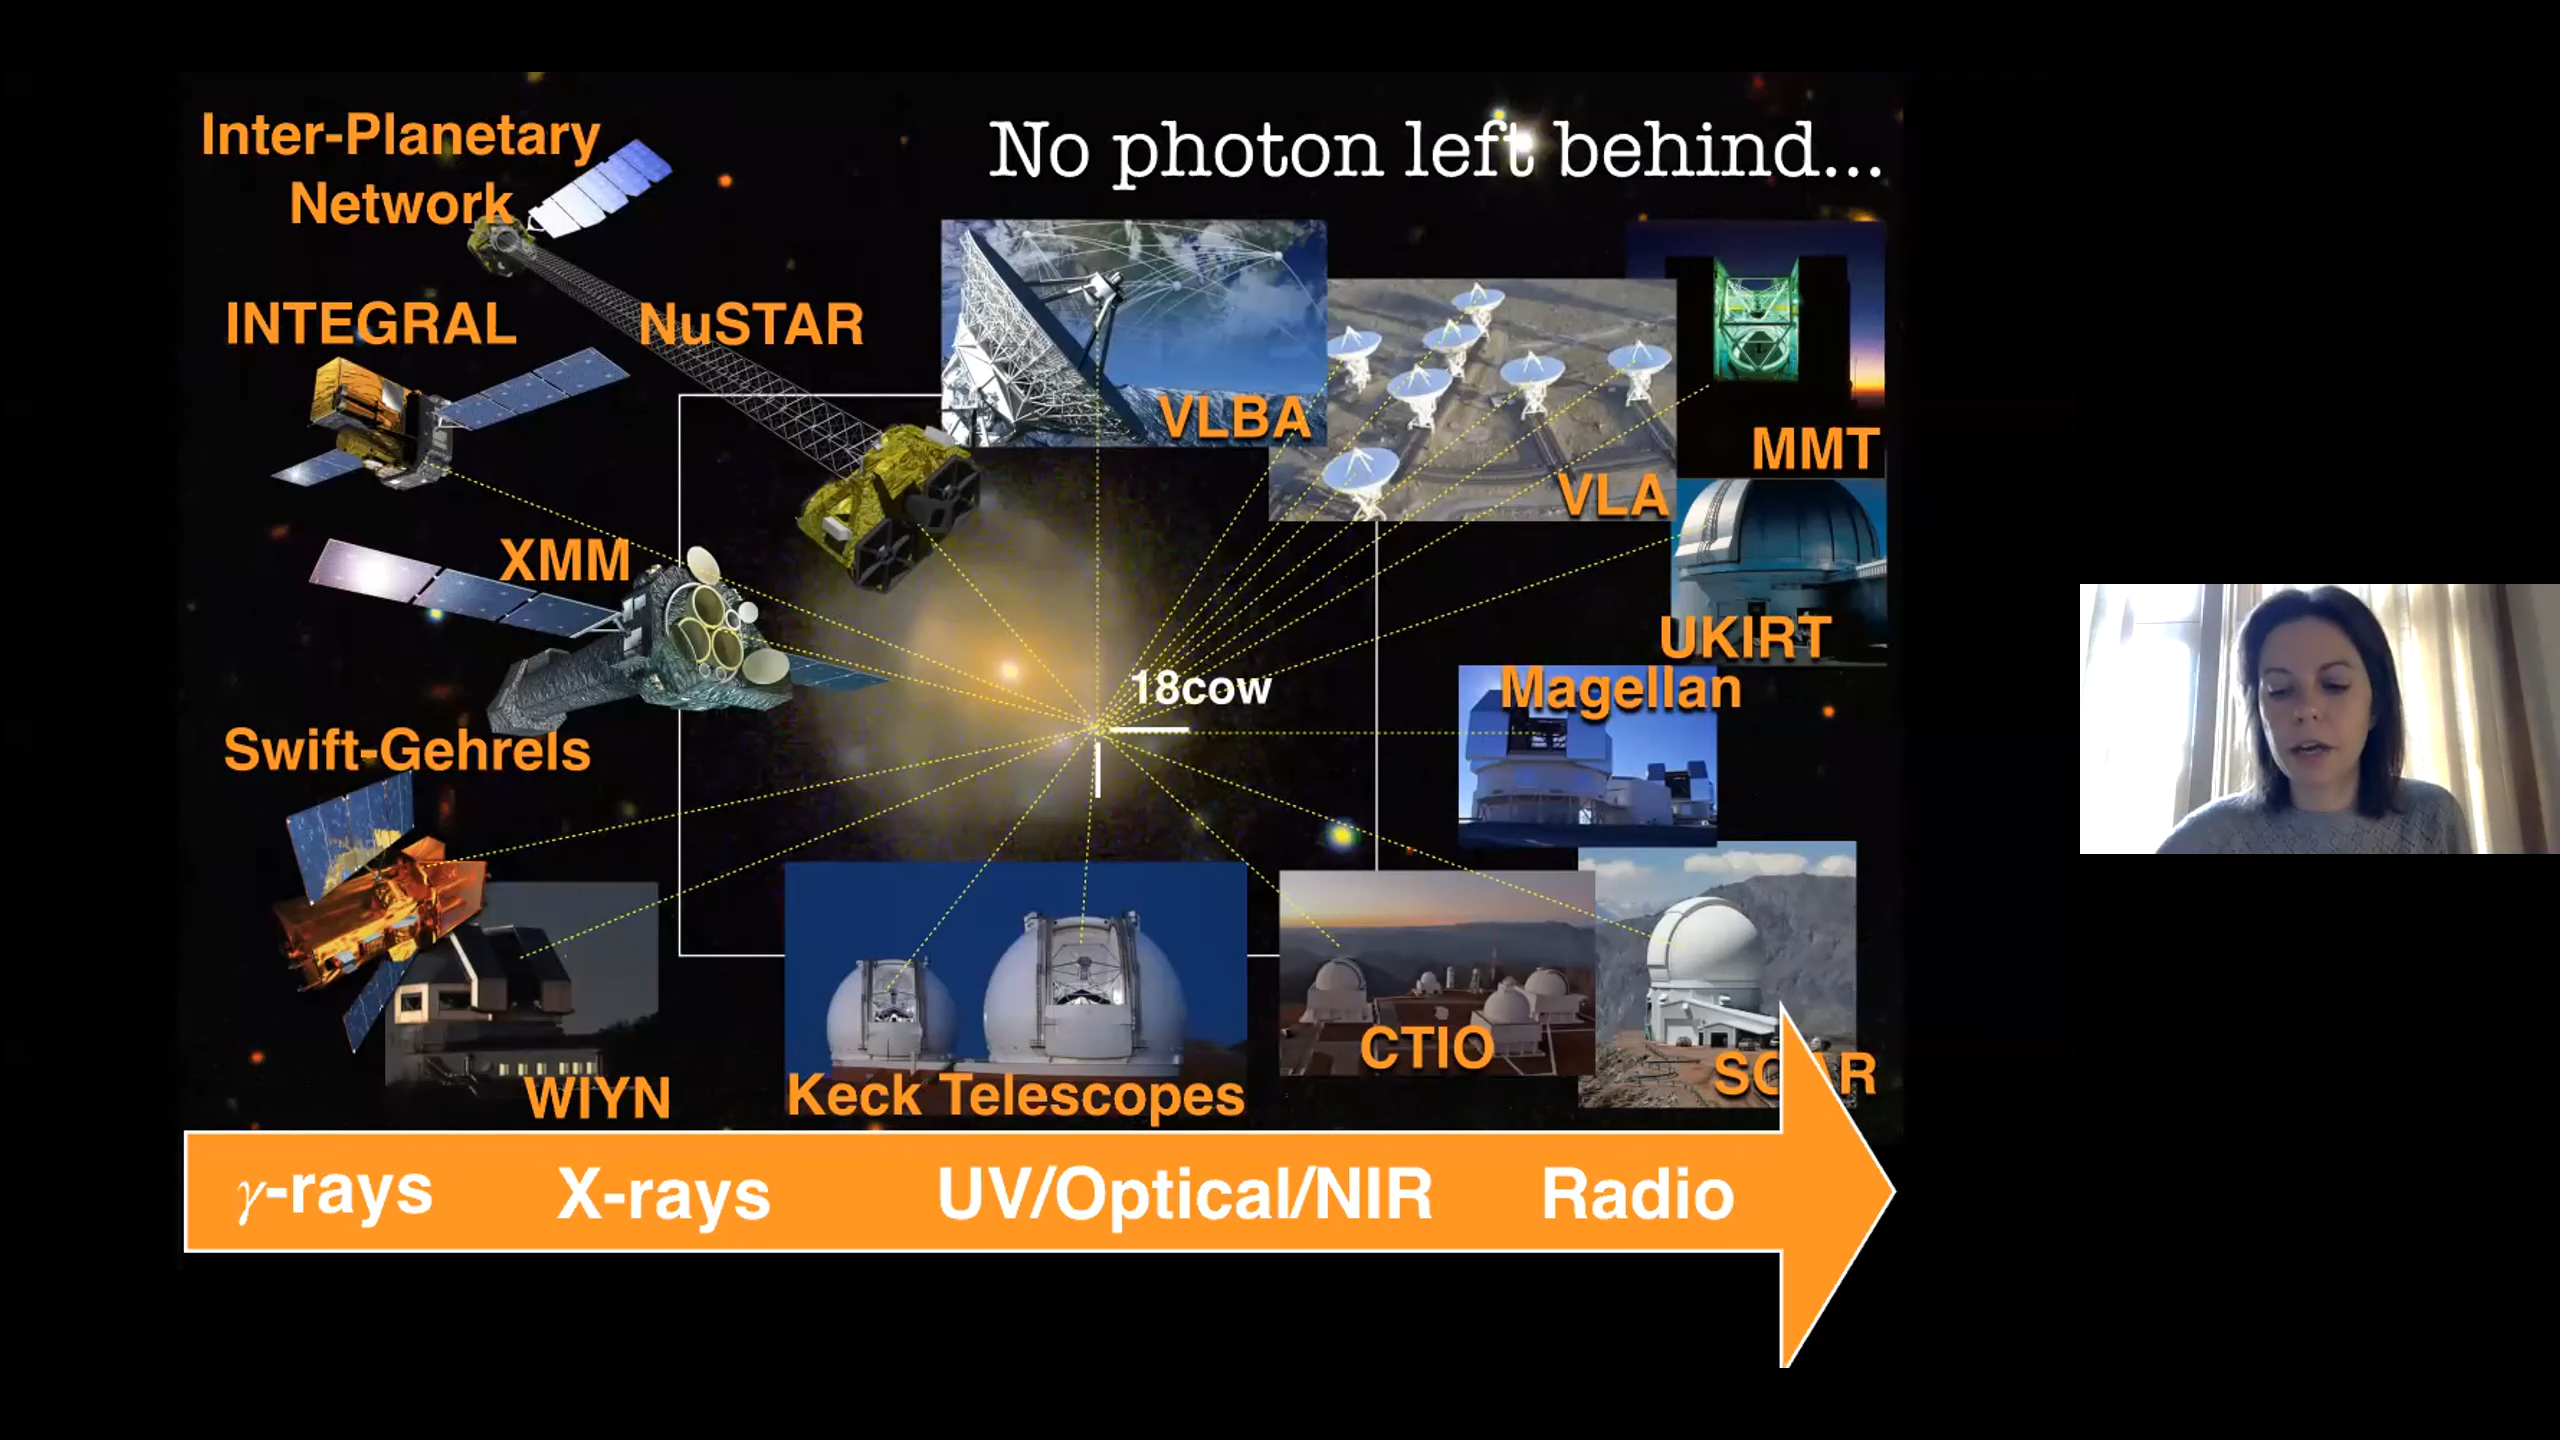 No photon left behind...
Inter-Planetary
Network
INTEGRAL
NuSTAR
VLBA
VLA
MMT
XMM
UKIRT
18cow
Magellan
Swift-Gehrels
WIYN
Keck Telescopes
CTIO
γ-rays X-rays UV/Optical/NIR Radio